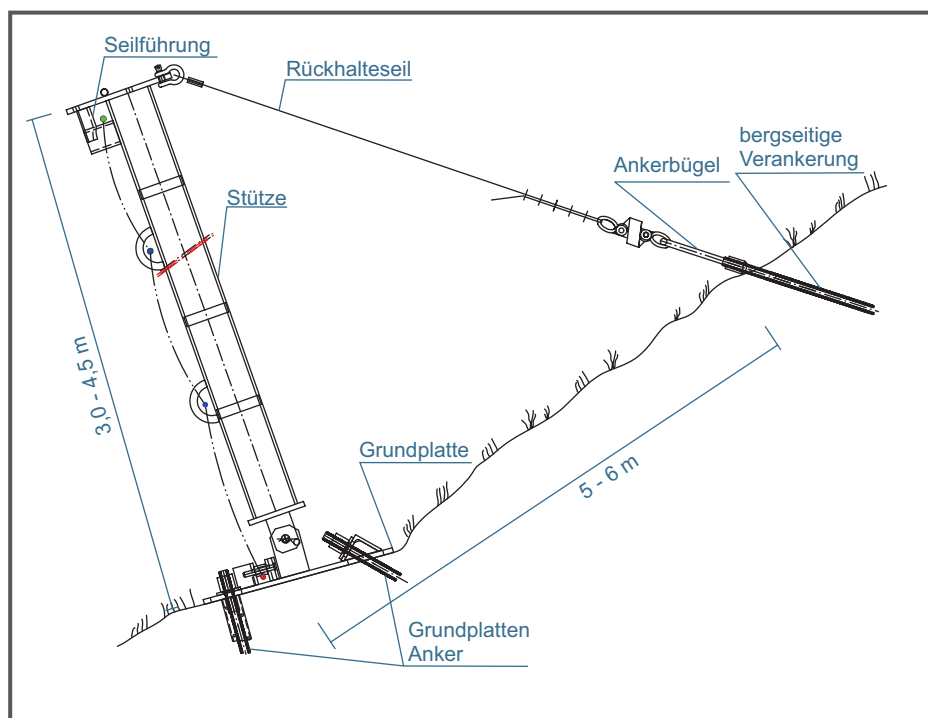 Seilführung
Rückhalteseil
bergseitige
Verankerung
Ankerbügel
Stütze
3,0 - 4,5 m
Grundplatte
5 - 6 m
Grundplatten
Anker